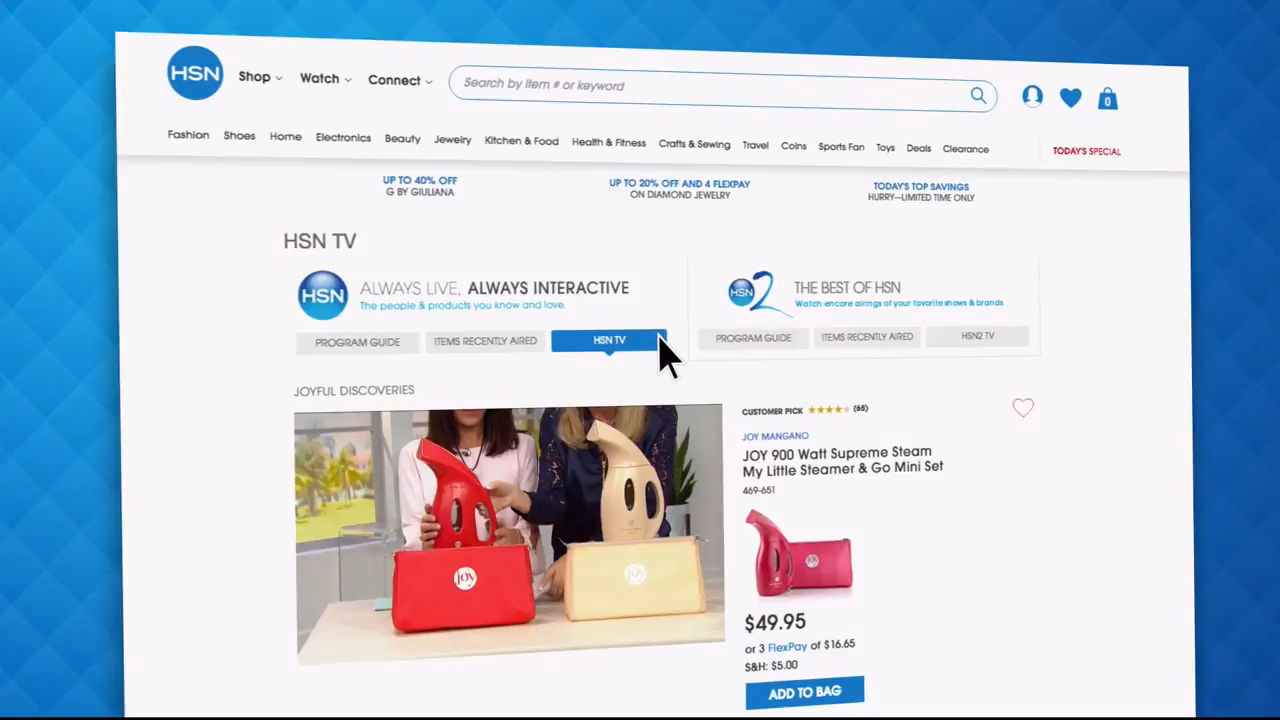 HSN
Shop
Watch
Connect
Search by item # or keyword
0
Fashion
Shoes
Home
Electronics
Beauty
Jewelry
Kitchen & Food
Health & Fitness
Crafts & Sewing
Travel
Coins
Sports Fan
Toys
Deals
Clearance
TODAY'S SPECIAL
UP TO 40% OFF
G BY GIULIANA
UP TO 20% OFF AND 4 FLEXPAY
ON DIAMOND JEWELRY
TODAY'S TOP SAVINGS
HURRY—LIMITED TIME ONLY
HSN TV
HSN
ALWAYS LIVE, ALWAYS INTERACTIVE
The people & products you know and love.
PROGRAM GUIDE
ITEMS RECENTLY AIRED
HSN TV
HSN2
THE BEST OF HSN
Watch encore airings of your favorite shows & brands
PROGRAM GUIDE
ITEMS RECENTLY AIRED
HSN2 TV
JOYFUL DISCOVERIES
joy
joy
CUSTOMER PICK
(65)
JOY MANGANO
JOY 900 Watt Supreme Steam
My Little Steamer & Go Mini Set
469-651
joy
$49.95
or 3 FlexPay of $16.65
S&H: $5.00
ADD TO BAG